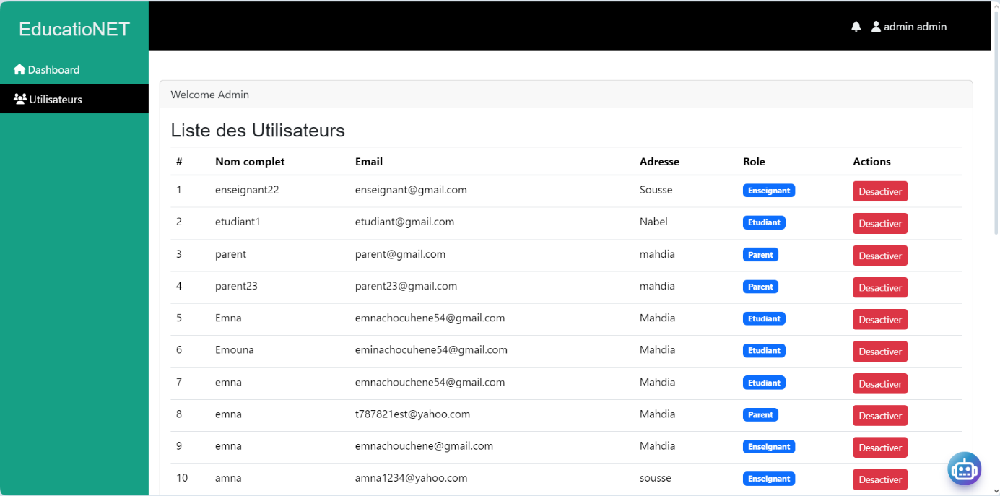 EducatioNET
admin admin
Dashboard
Utilisateurs
Welcome Admin
Liste des Utilisateurs
# Nom complet Email Adresse Role Actions
1 enseignant22 enseignant@gmail.com Sousse Enseignant Desactiver
2 etudiant1 etudiant@gmail.com Nabel Etudiant Desactiver
3 parent parent@gmail.com mahdia Parent Desactiver
4 parent23 parent23@gmail.com mahdia Parent Desactiver
5 Emna emnachocuhene54@gmail.com Mahdia Etudiant Desactiver
6 Emouna eminachocuhene54@gmail.com Mahdia Etudiant Desactiver
7 emna emnachouchene54@gmail.com Mahdia Etudiant Desactiver
8 emna t787821est@yahoo.com Mahdia Parent Desactiver
9 emna emnachouchene@gmail.com Mahdia Enseignant Desactiver
10 amna amna1234@yahoo.com sousse Enseignant Desactiver